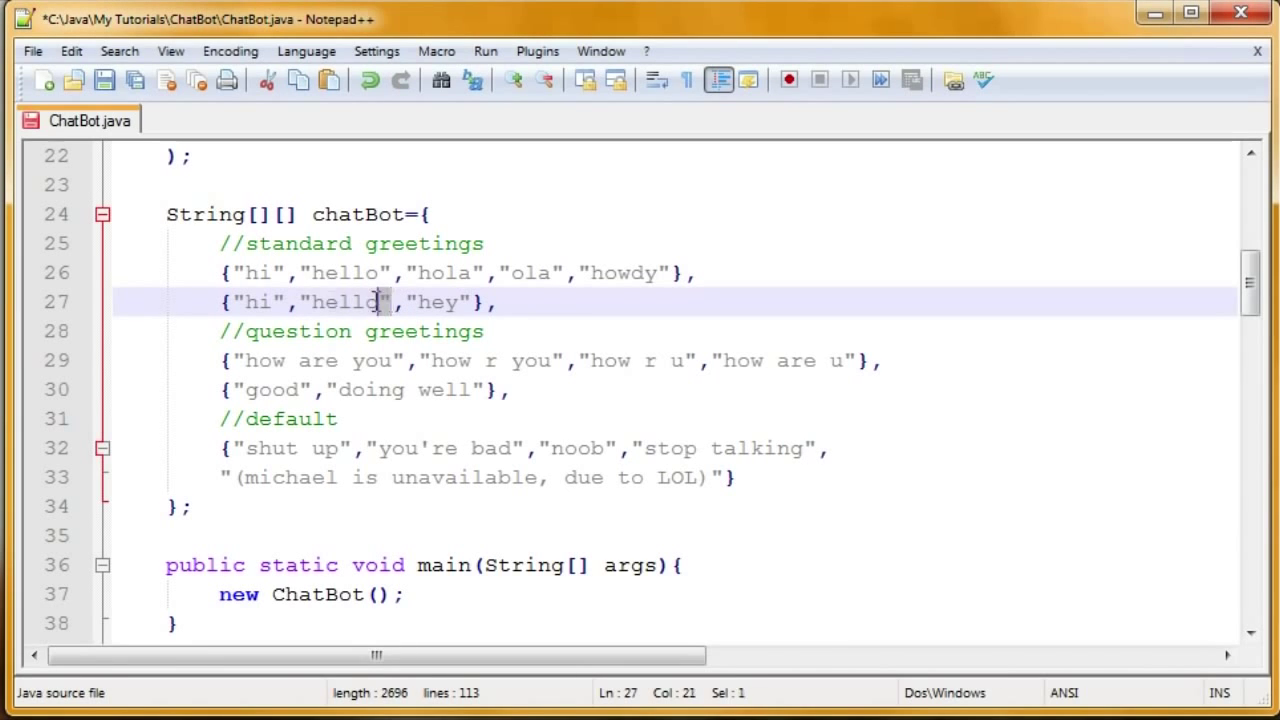 *C:\Java\My Tutorials\ChatBot\ChatBot.java - Notepad++
File Edit Search View Encoding Language Settings Macro Run Plugins Window ? X
ABC
ChatBot.java
22 );
23
24 String[][] chatBot={
25 //standard greetings
26 {"hi","hello","hola","ola","howdy"},
27 {"hi","hello","hey"},
28 //question greetings
29 {"how are you","how r you","how r u","how are u"},
30 {"good","doing well"},
31 //default
32 {"shut up","you're bad","noob","stop talking",
33 "(michael is unavailable, due to LOL)"}
34 };
35
36 public static void main(String[] args){
37 new ChatBot();
38 }
Java source file length : 2696 lines : 113 Ln : 27 Col : 21 Sel : 1 Dos\Windows ANSI INS